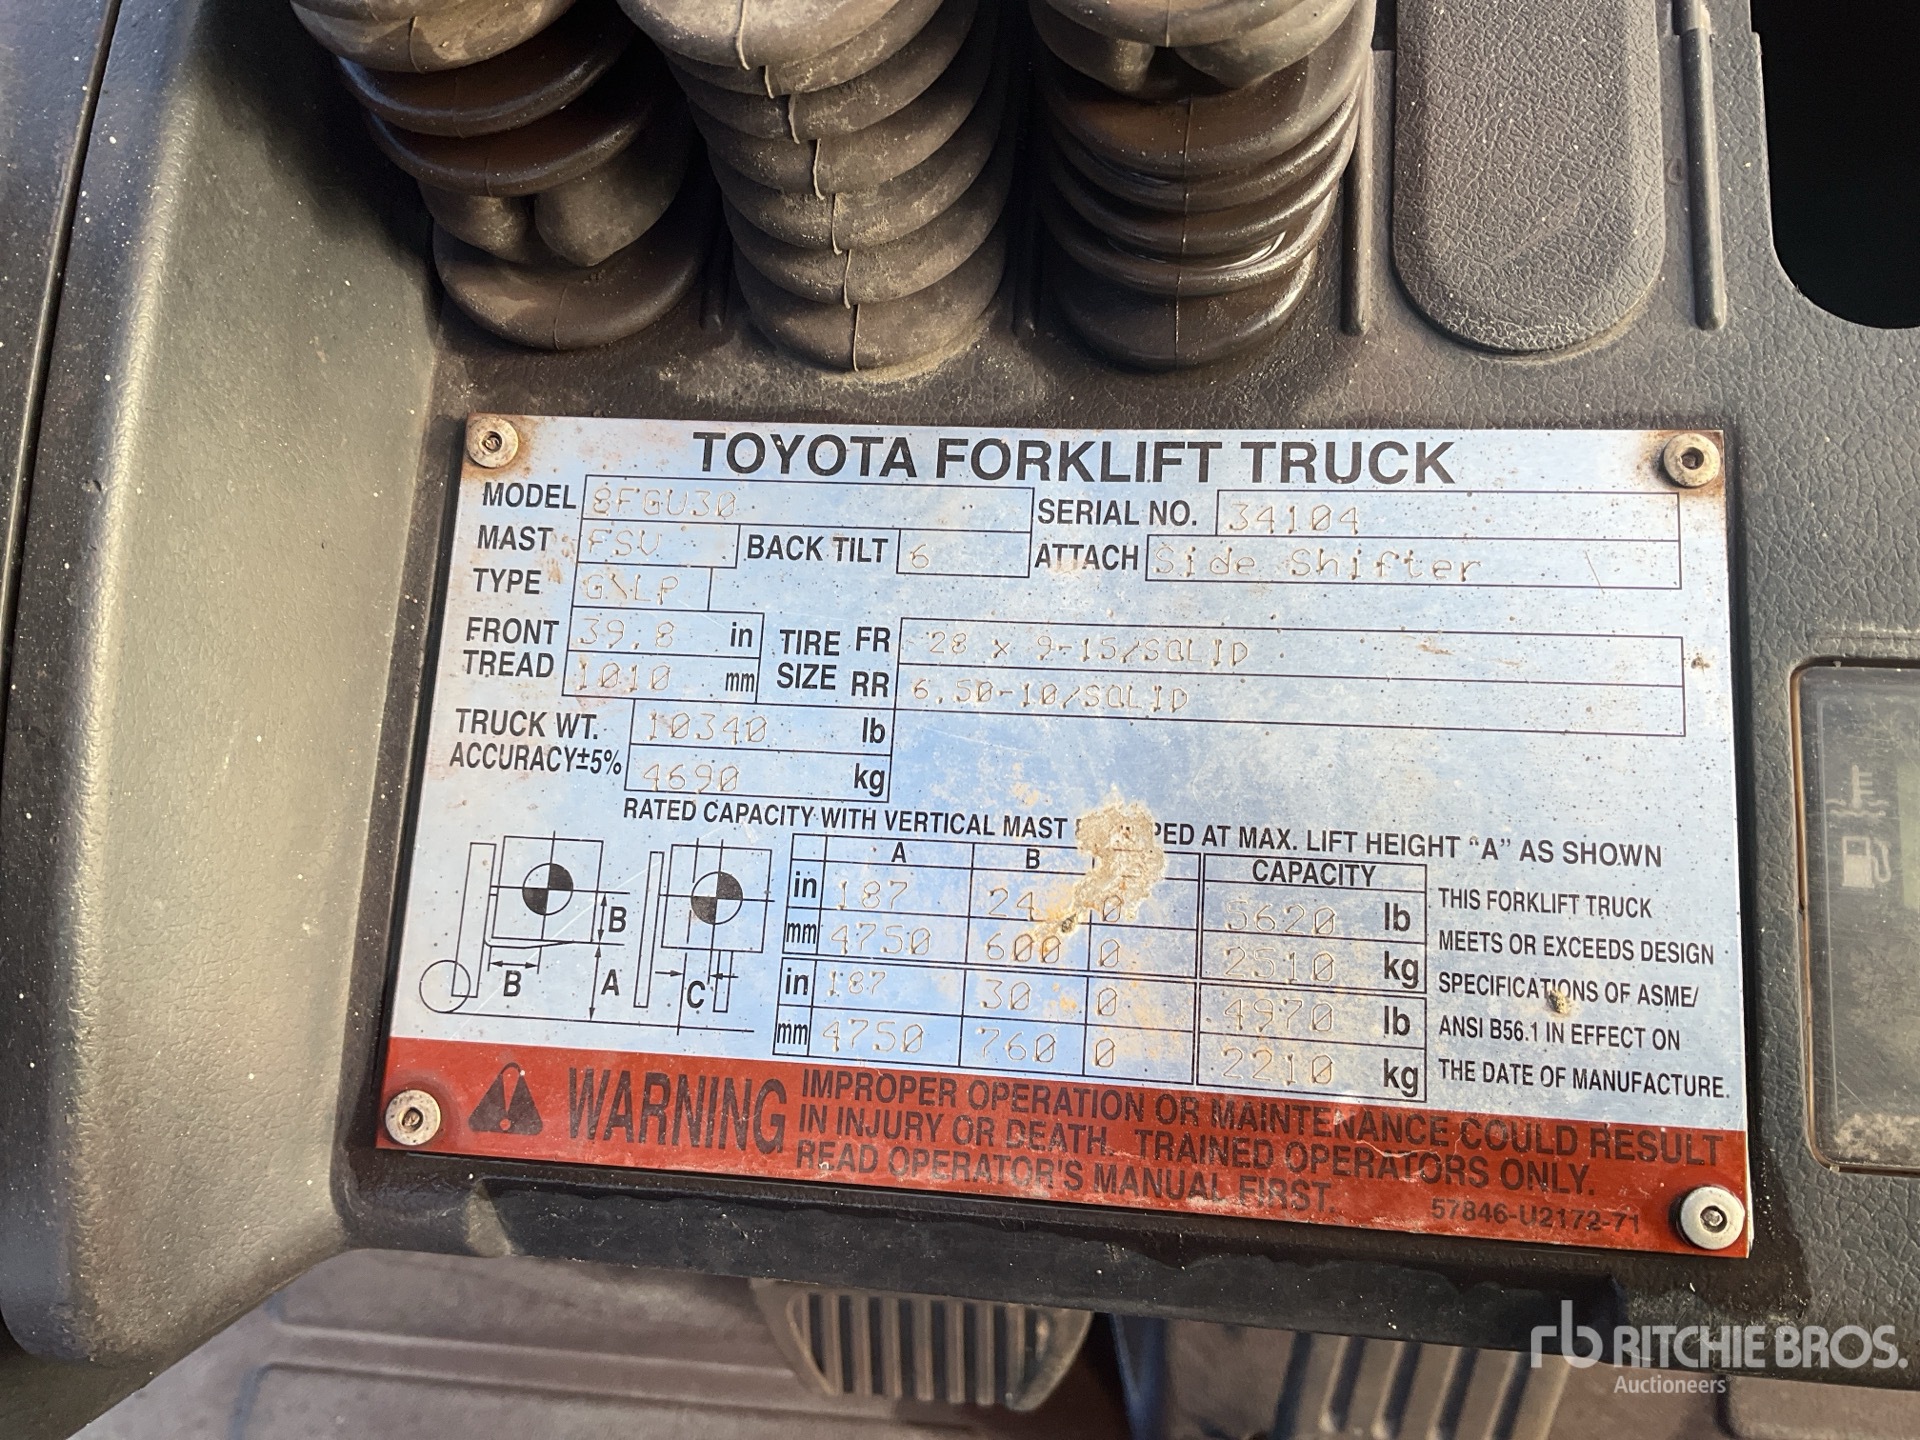 TOYOTA FORKLIFT TRUCK
MODEL 8FGU30 SERIAL NO. 34104
MAST FSV BACK TILT 6 ATTACH Side Shifter
TYPE G\LP
FRONT TREAD 39.8 in TIRE SIZE FR 28 x 9-15/SOLID
1010 mm RR 6.50-10/SOLID
TRUCK WT. 10340 lb
ACCURACY±5% 4690 kg
RATED CAPACITY WITH VERTICAL MAST AT MAX. LIFT HEIGHT "A" AS SHOWN
A B CAPACITY
in 187 24 0 5620 lb
mm 4750 600 0 2510 kg
in 187 30 0 4970 lb
mm 4750 760 0 2210 kg
B
B A C
THIS FORKLIFT TRUCK
MEETS OR EXCEEDS DESIGN
SPECIFICATIONS OF ASME/
ANSI B56.1 IN EFFECT ON
THE DATE OF MANUFACTURE.
WARNING IMPROPER OPERATION OR MAINTENANCE COULD RESULT
IN INJURY OR DEATH. TRAINED OPERATORS ONLY.
READ OPERATOR'S MANUAL FIRST.
57846-U2172-71
rb RITCHIE BROS.
Auctioneers